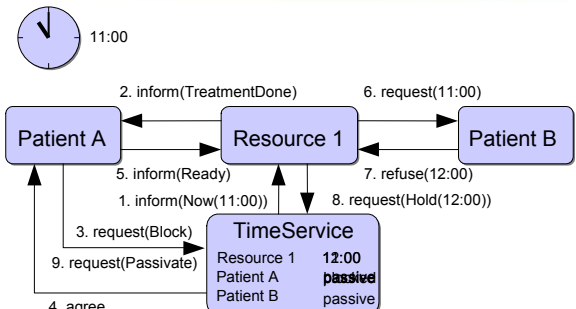 11:00
2. inform(TreatmentDone)
6. request(11:00)
Patient A
Resource 1
Patient B
5. inform(Ready)
7. refuse(12:00)
1. inform(Now(11:00))
8. request(Hold(12:00))
3. request(Block)
TimeService
9. request(Passivate)
Resource 1
Patient A
Patient B passive
4. agree